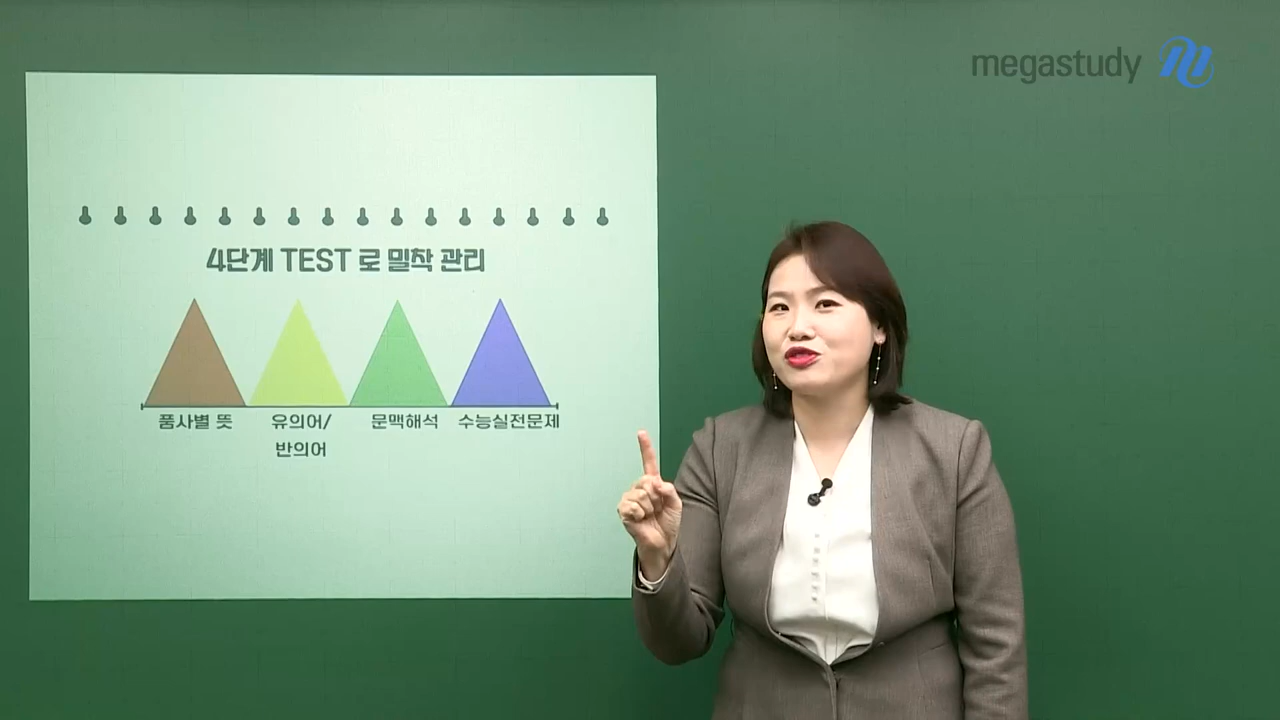 megastudy
4단계 TEST 로 밀착 관리
품사별 뜻
유의어/
반의어
문맥해석
수능실전문제